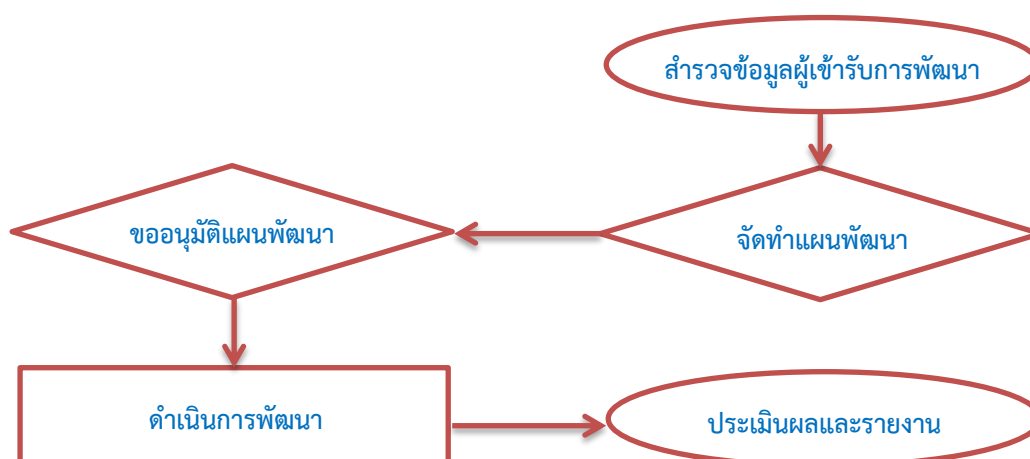 สำรวจข้อมูลผู้เข้ารับการพัฒนา
จัดทำแผนพัฒนา
ขออนุมัติแผนพัฒนา
ดำเนินการพัฒนา
ประเมินผลและรายงาน